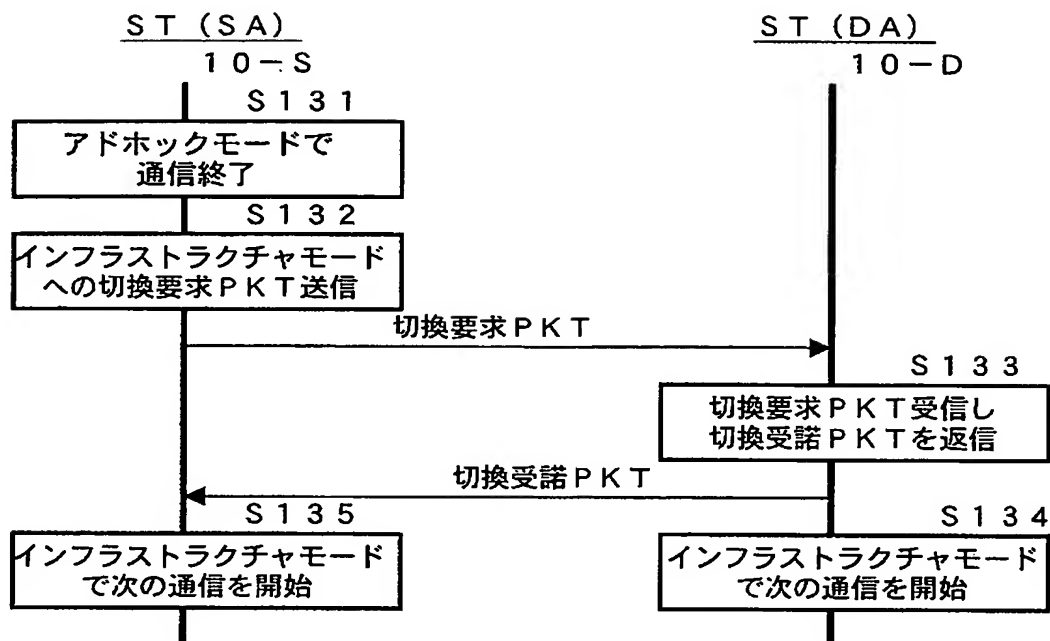 ST (SA)
10-S
ST (DA)
10-D
S131
アドホックモードで
通信終了
S132
インフラストラクチャモード
への切換要求PKT送信
切換要求PKT
S133
切換要求PKT受信し
切換受諾PKTを返信
切換受諾PKT
S135
インフラストラクチャモード
で次の通信を開始
S134
インフラストラクチャモード
で次の通信を開始